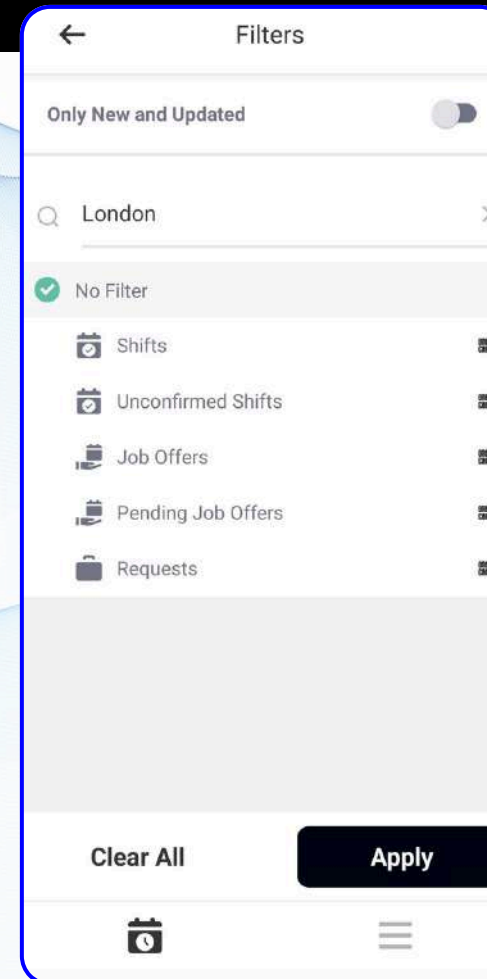 Filters
Only New and Updated
London
No Filter
Shifts
Unconfirmed Shifts
Job Offers
Pending Job Offers
Requests
Clear All
Apply